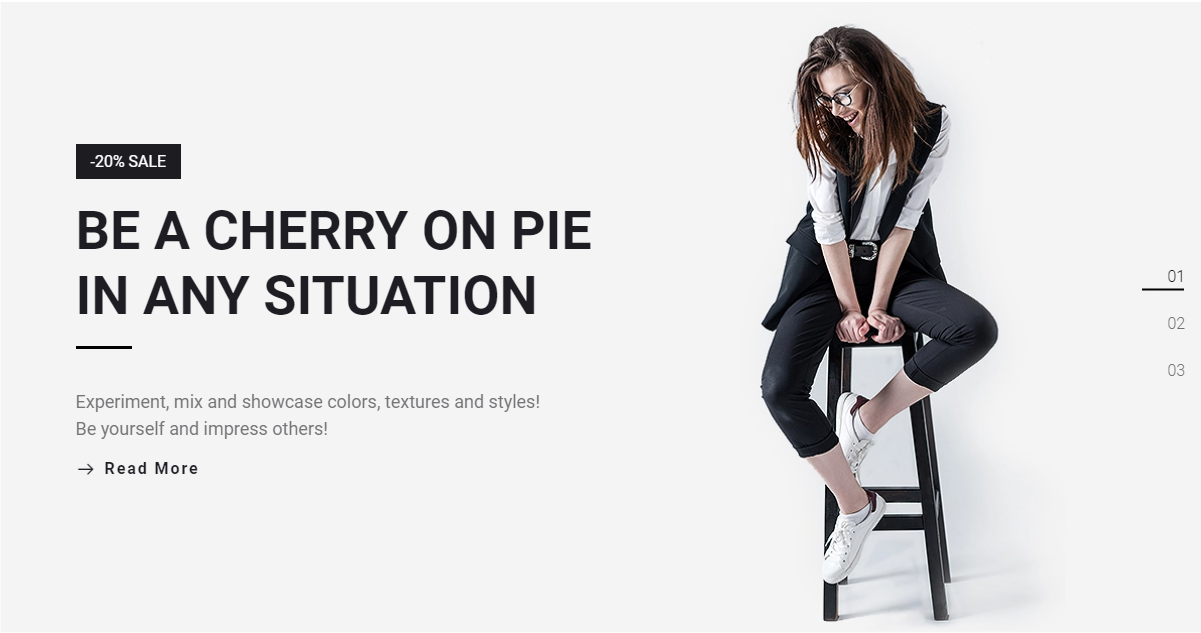 -20% SALE
BE A CHERRY ON PIE
IN ANY SITUATION
Experiment, mix and showcase colors, textures and styles!
Be yourself and impress others!
Read More
01
02
03